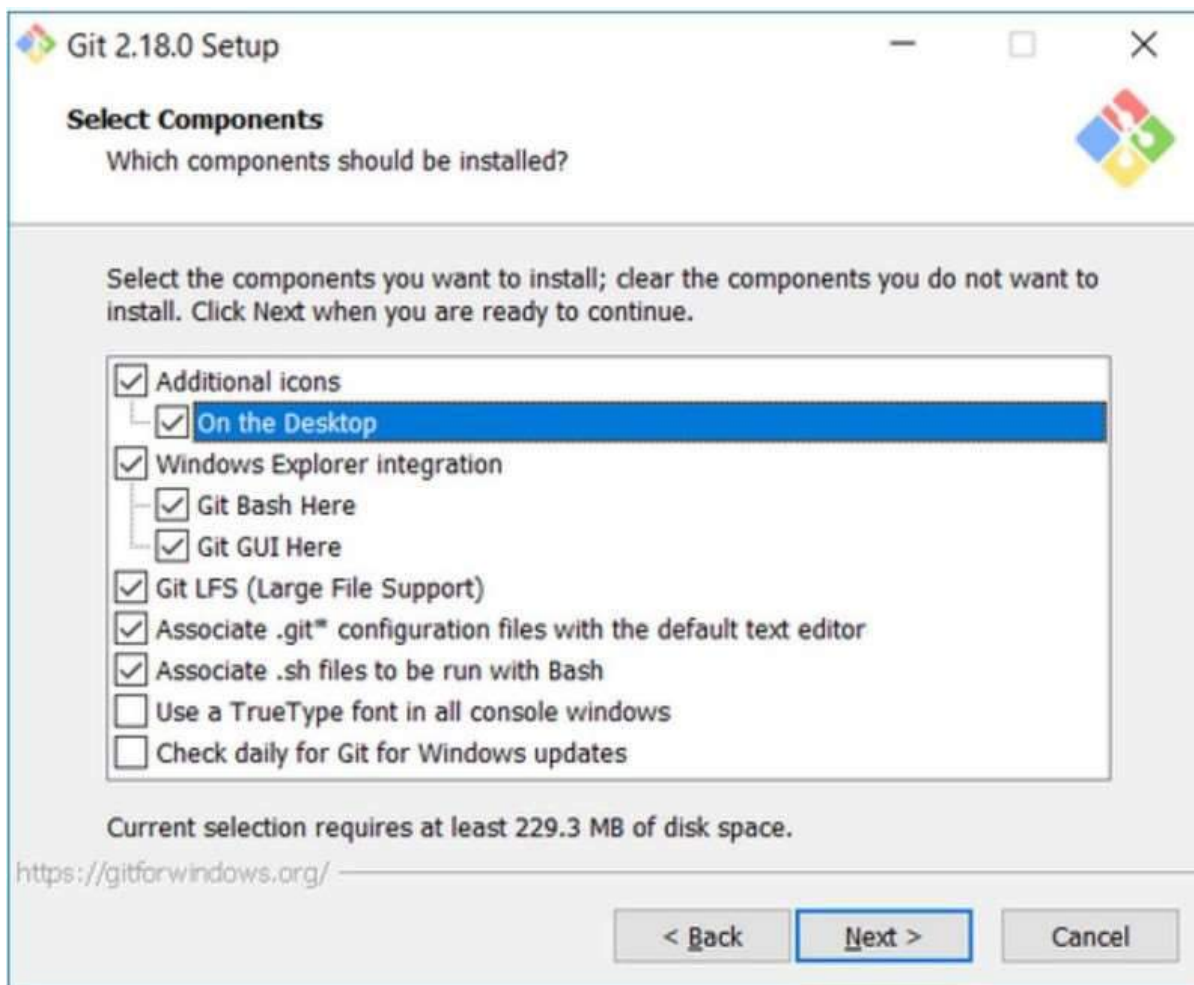 Git 2.18.0 Setup
Select Components
Which components should be installed?
Select the components you want to install; clear the components you do not want to
install. Click Next when you are ready to continue.
Additional icons
On the Desktop
Windows Explorer integration
Git Bash Here
Git GUI Here
Git LFS (Large File Support)
Associate .git* configuration files with the default text editor
Associate .sh files to be run with Bash
Use a TrueType font in all console windows
Check daily for Git for Windows updates
Current selection requires at least 229.3 MB of disk space.
https://gitforwindows.org/
< Back Next > Cancel